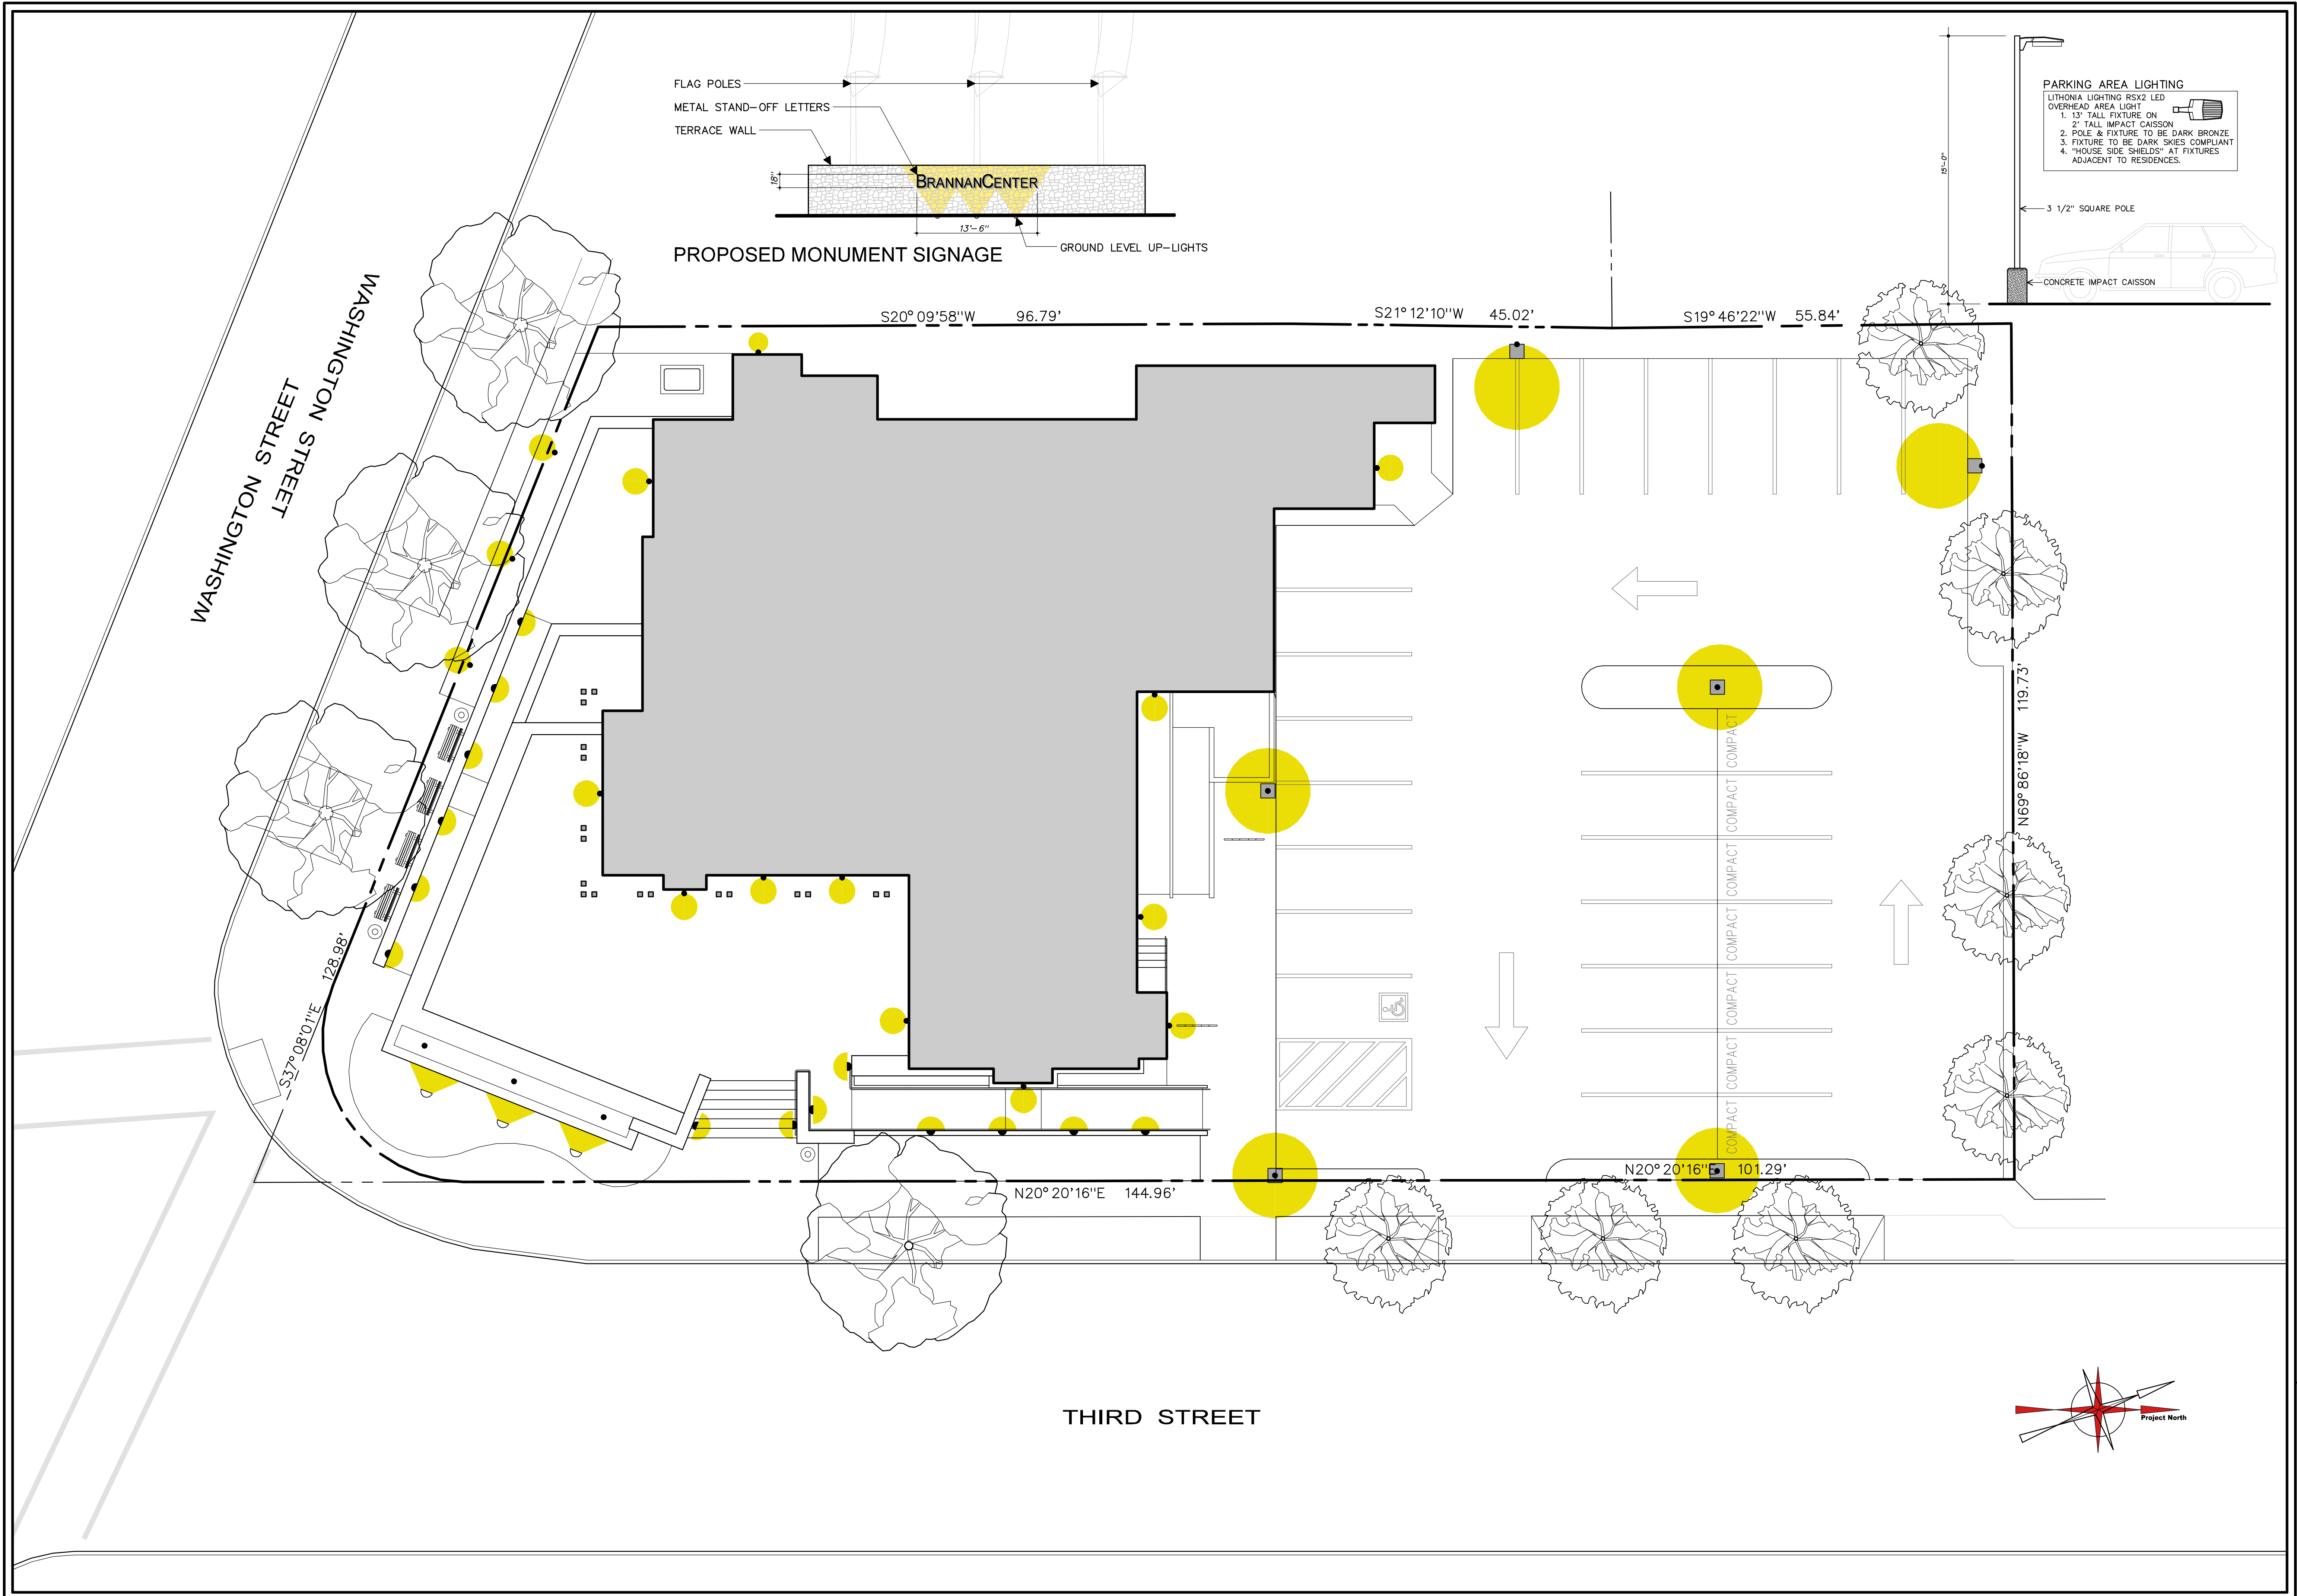 FLAG POLES
METAL STAND-OFF LETTERS
TERRACE WALL
18"
BRANNANCENTER
13'-6"
GROUND LEVEL UP-LIGHTS
PROPOSED MONUMENT SIGNAGE
15'-0"
PARKING AREA LIGHTING
LITHONIA LIGHTING RSX2 LED
OVERHEAD AREA LIGHT
1. 13' TALL FIXTURE ON
2' TALL IMPACT CAISSON
2. POLE & FIXTURE TO BE DARK BRONZE
3. FIXTURE TO BE DARK SKIES COMPLIANT
4. "HOUSE SIDE SHIELDS" AT FIXTURES
ADJACENT TO RESIDENCES.
3 1/2" SQUARE POLE
CONCRETE IMPACT CAISSON
WASHINGTON STREET
WASHINGTON STREET
S20° 09'58"W 96.79'
S21° 12'10"W 45.02'
S19° 46'22"W 55.84'
N69° 86'18"W 119.73'
COMPACT
COMPACT
COMPACT
COMPACT
COMPACT
COMPACT
COMPACT
S37° 08'01"E 128.98'
N20° 20'16"E 144.96'
N20° 20'16"E 101.29'
THIRD STREET
Project North